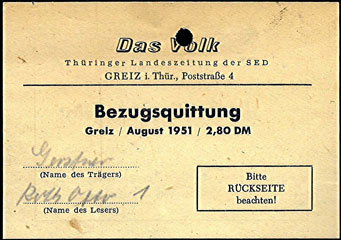 Das Volk
Thüringer Landeszeitung der SED
GREIZ i. Thür., Poststraße 4
Bezugsquittung
Greiz / August 1951 / 2,80 DM
(Name des Trägers)
1
(Name des Lesers)
Bitte
RÜCKSEITE
beachten!